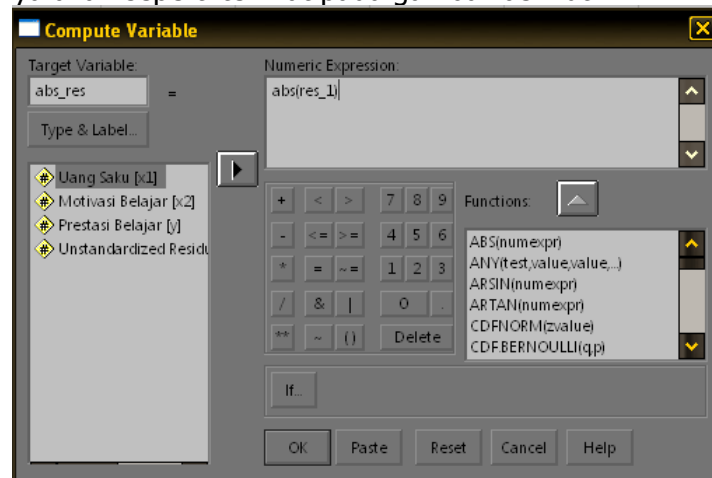 Compute Variable
Target Variable:
abs_res
=
Numeric Expression:
abs(res_1)
Type & Label...
Uang Saku [x1]
Motivasi Belajar [x2]
Prestasi Belajar [y]
Unstandardized Residu
+ < > 7 8 9
- <= >= 4 5 6
* = ~= 1 2 3
/ & | 0 .
** ~ () Delete
Functions:
ABS(numexpr)
ANY(test,value,value,...)
ARSIN(numexpr)
ARTAN(numexpr)
CDFNORM(zvalue)
CDF.BERNOULLI(q,p)
If...
OK Paste Reset Cancel Help